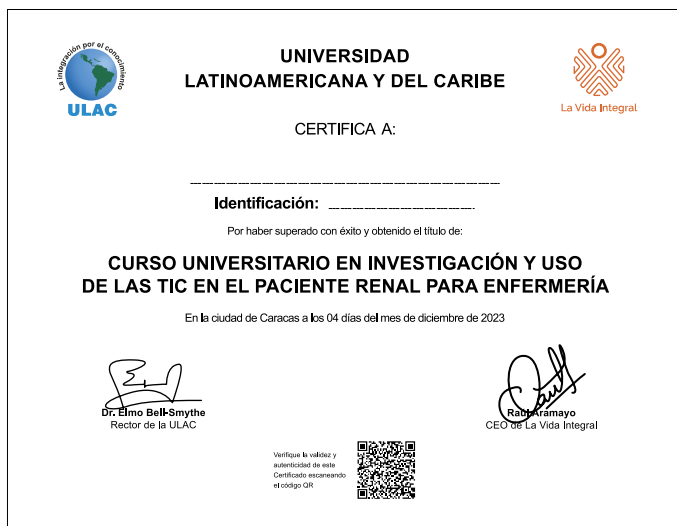 La integración por el conocimiento
ULAC
UNIVERSIDAD
LATINOAMERICANA Y DEL CARIBE
La Vida Integral
CERTIFICA A:
Identificación:
Por haber superado con éxito y obtenido el título de:
CURSO UNIVERSITARIO EN INVESTIGACIÓN Y USO
DE LAS TIC EN EL PACIENTE RENAL PARA ENFERMERÍA
En la ciudad de Caracas a los 04 días del mes de diciembre de 2023
Dr. Elmo Bell-Smythe
Rector de la ULAC
Raúl Aramayo
CEO de La Vida Integral
Verifique la validez y
autenticidad de este
Certificado escaneando
el código QR